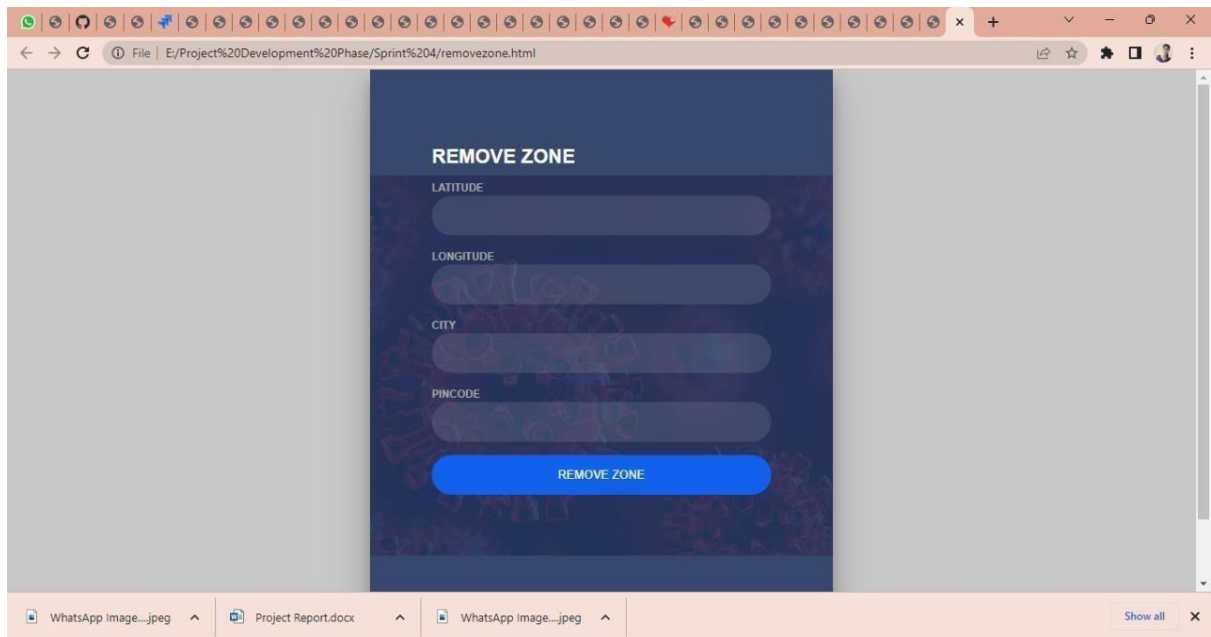 File | E:/Project%20Development%20Phase/Sprint%204/removezone.html
REMOVE ZONE
LATITUDE
LONGITUDE
CITY
PINCODE
REMOVE ZONE
WhatsApp Image....jpeg
Project Report.docx
WhatsApp Image....jpeg
Show all